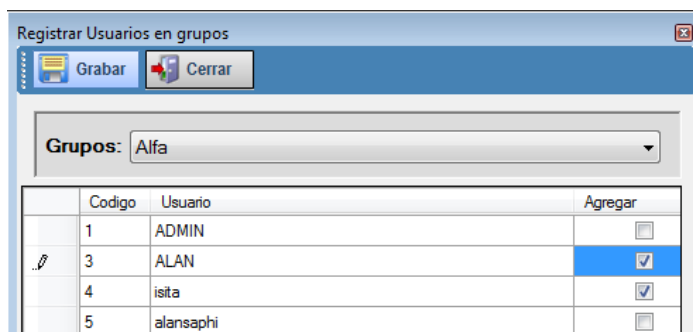 Registrar Usuarios en grupos
Grabar Cerrar
Grupos: Alfa
Codigo Usuario Agregar
1 ADMIN
3 ALAN
4 isita
5 alansaphi